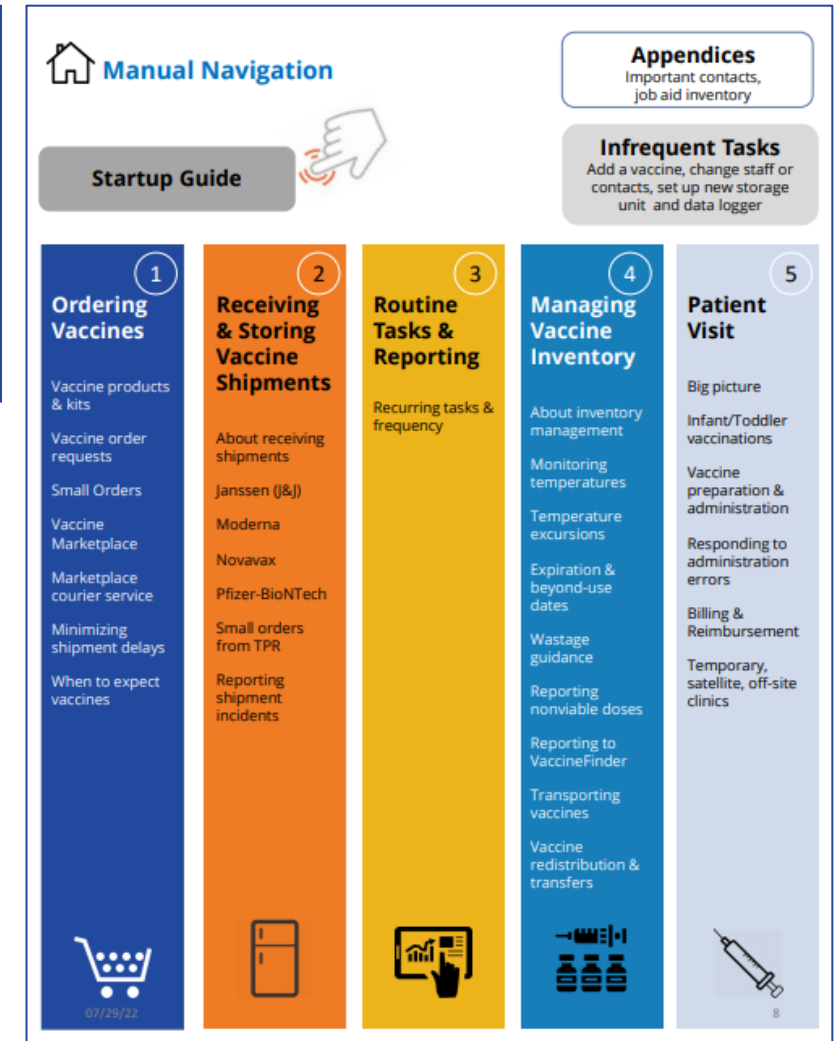 Manual Navigation
Appendices
Important contacts,
job aid inventory
Startup Guide
Infrequent Tasks
Add a vaccine, change staff or
contacts, set up new storage
unit and data logger
1
Ordering
Vaccines
Vaccine products
& kits
Vaccine order
requests
Small Orders
Vaccine
Marketplace
Marketplace
courier service
Minimizing
shipment delays
When to expect
vaccines
07/29/22
2
Receiving
& Storing
Vaccine
Shipments
About receiving
shipments
Janssen (J&J)
Moderna
Novavax
Pfizer-BioNTech
Small orders
from TPR
Reporting
shipment
incidents
3
Routine
Tasks &
Reporting
Recurring tasks &
frequency
4
Managing
Vaccine
Inventory
About inventory
management
Monitoring
temperatures
Temperature
excursions
Expiration &
beyond-use
dates
Wastage
guidance
Reporting
nonviable doses
Reporting to
VaccineFinder
Transporting
vaccines
Vaccine
redistribution &
transfers
5
Patient
Visit
Big picture
Infant/Toddler
vaccinations
Vaccine
preparation &
administration
Responding to
administration
errors
Billing &
Reimbursement
Temporary,
satellite, off-site
clinics
8